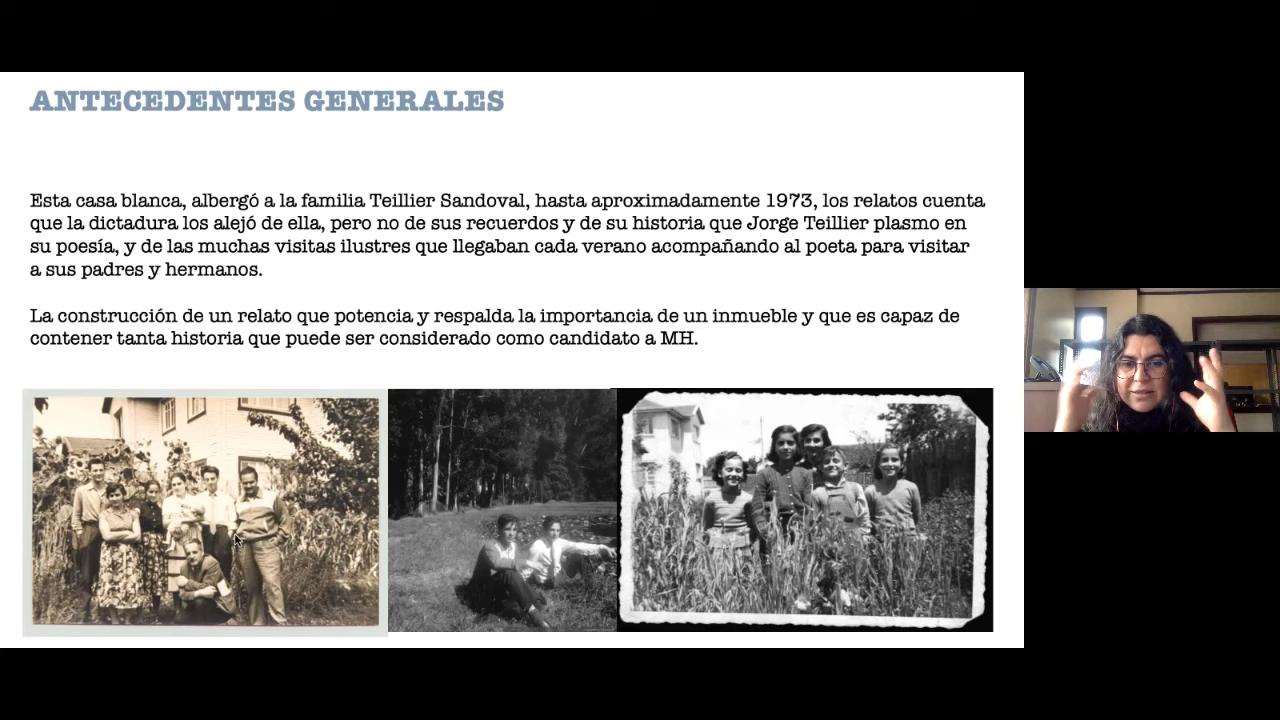 ANTECEDENTES GENERALES
Esta casa blanca, albergó a la familia Teillier Sandoval, hasta aproximadamente 1973, los relatos cuenta
que la dictadura los alejó de ella, pero no de sus recuerdos y de su historia que Jorge Teillier plasmo en
su poesía, y de las muchas visitas ilustres que llegaban cada verano acompañando al poeta para visitar
a sus padres y hermanos.
La construcción de un relato que potencia y respalda la importancia de un inmueble y que es capaz de
contener tanta historia que puede ser considerado como candidato a MH.